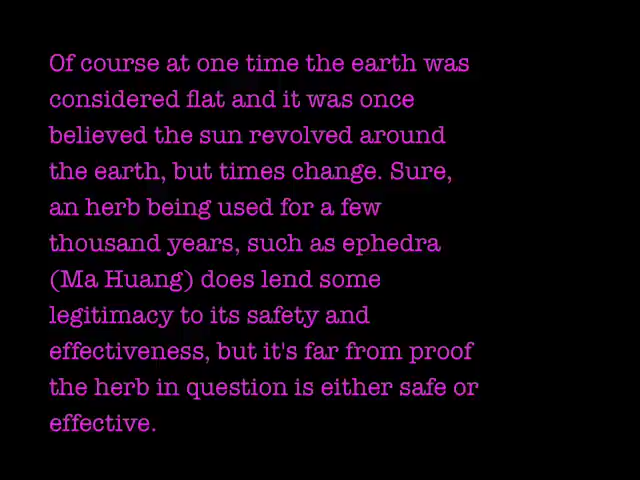 Of course at one time the earth was
considered flat and it was once
believed the sun revolved around
the earth, but times change. Sure,
an herb being used for a few
thousand years, such as ephedra
(Ma Huang) does lend some
legitimacy to its safety and
effectiveness, but it's far from proof
the herb in question is either safe or
effective.